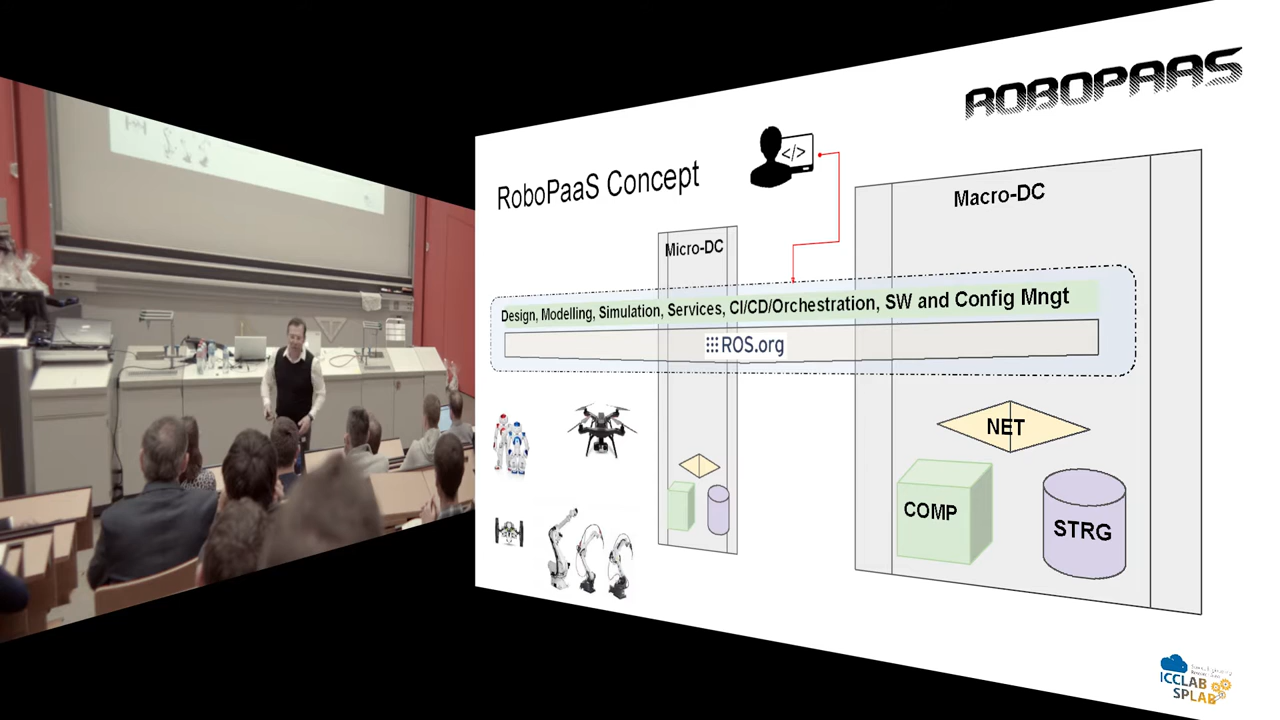 ROBOPAAS
RoboPaaS Concept
</>
Macro-DC
Micro-DC
Design, Modelling, Simulation, Services, CI/CD/Orchestration, SW and Config Mngt
ROS.org
NET
COMP
STRG
ICCLAB
SPLAB